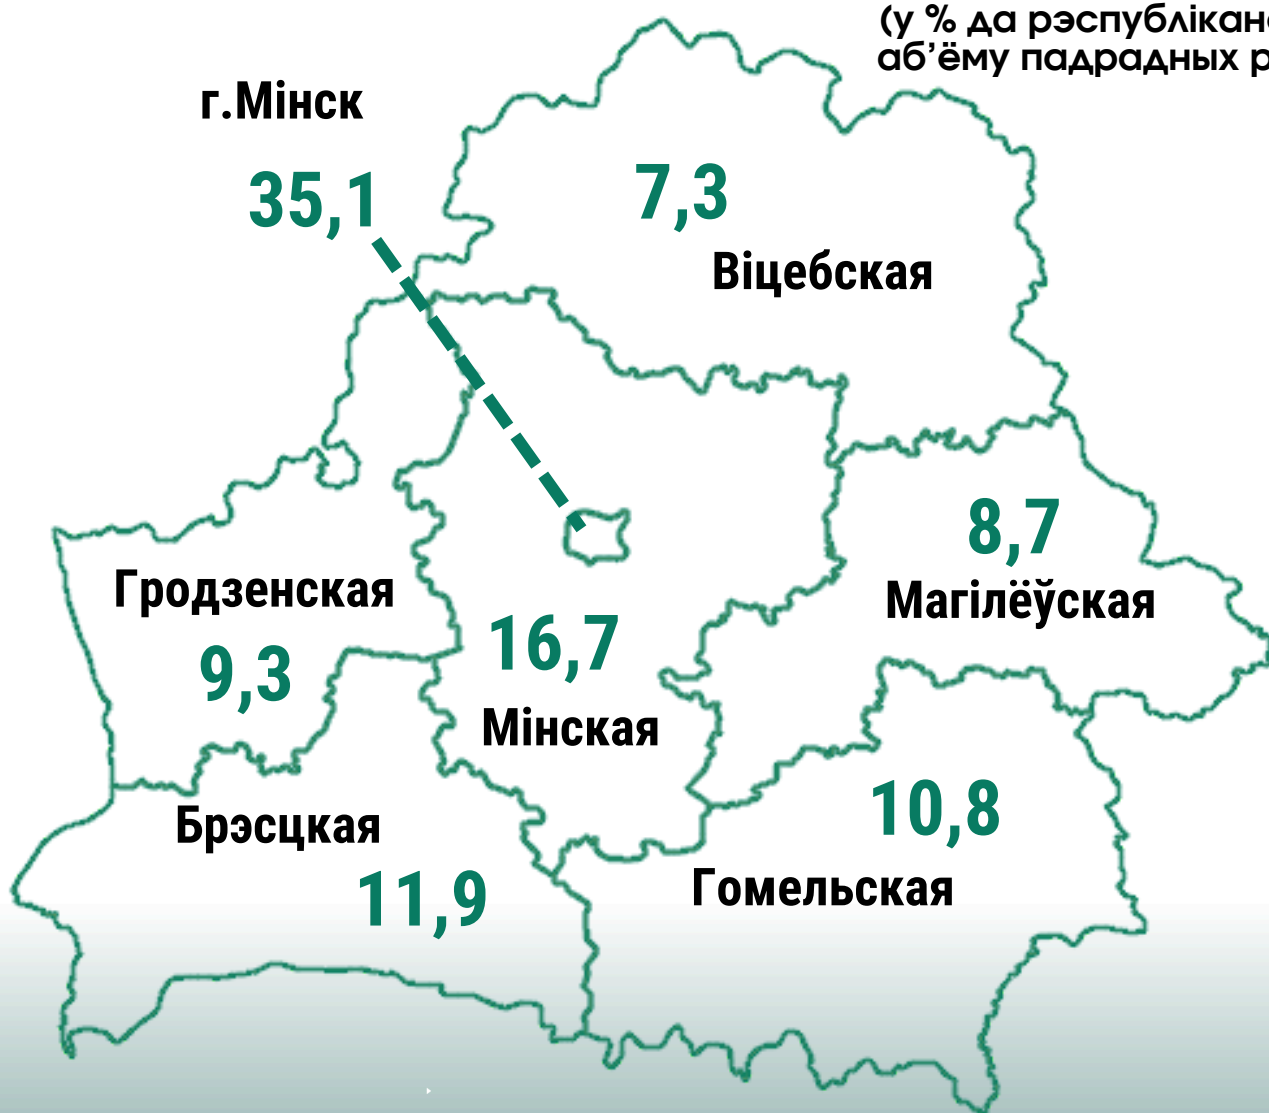 (у % да
аб’ёму падрадных
г.Мінск
35,1
7,3
Віцебская
8,7
Магілёўская
Гродзенская
9,3
16,7
Мінская
Брэсцкая
11,9
10,8
Гомельская